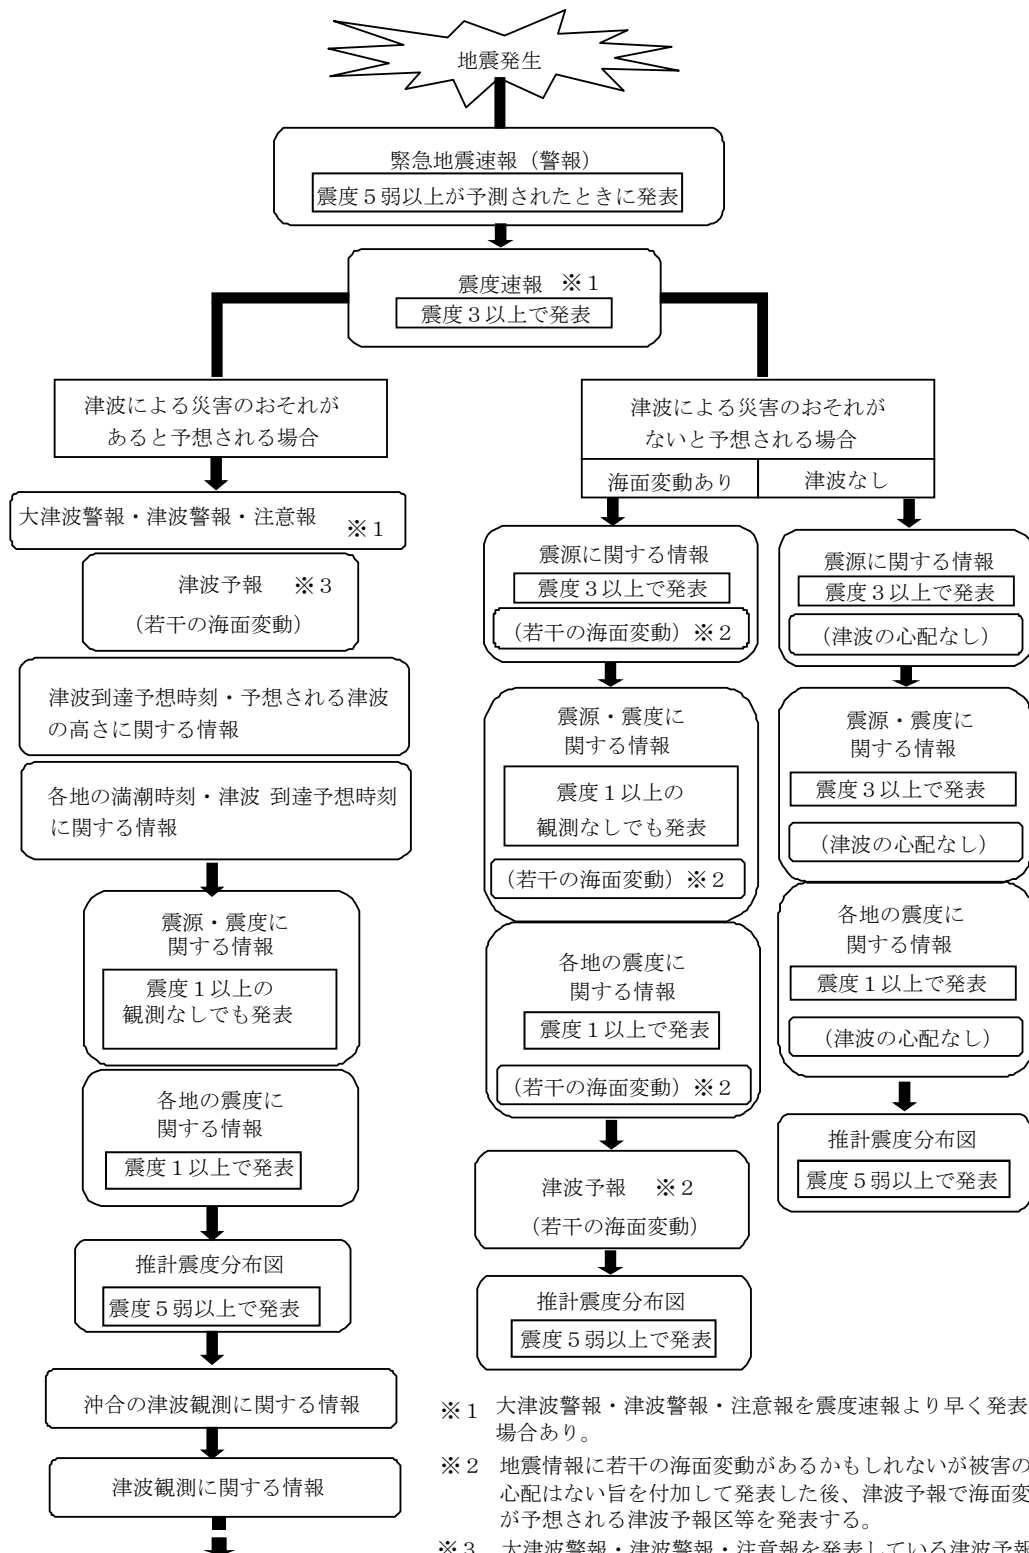 地震発生
緊急地震速報（警報）
震度５弱以上が予測されたときに発表
震度速報　※１
震度３以上で発表
津波による災害のおそれが
あると予想される場合
大津波警報・津波警報・注意報　※１
津波予報　※３
（若干の海面変動）
津波到達予想時刻・予想される津波
の高さに関する情報
各地の満潮時刻・津波 到達予想時刻
に関する情報
震源・震度に
関する情報
震度１以上の
観測なしでも発表
各地の震度に
関する情報
震度１以上で発表
推計震度分布図
震度５弱以上で発表
沖合の津波観測に関する情報
津波観測に関する情報
津波による災害のおそれが
ないと予想される場合
海面変動あり
震源に関する情報
震度３以上で発表
（若干の海面変動）※２
震源・震度に
関する情報
震度１以上の
観測なしでも発表
（若干の海面変動）※２
各地の震度に
関する情報
震度１以上で発表
（若干の海面変動）※２
津波予報　※２
（若干の海面変動）
推計震度分布図
震度５弱以上で発表
津波なし
震源に関する情報
震度３以上で発表
（津波の心配なし）
震源・震度に
関する情報
震度３以上で発表
（津波の心配なし）
各地の震度に
関する情報
震度１以上で発表
（津波の心配なし）
推計震度分布図
震度５弱以上で発表
※１　大津波警報・津波警報・注意報を震度速報より早く発表
場合あり。
※２　地震情報に若干の海面変動があるかもしれないが被害の
心配はない旨を付加して発表した後、津波予報で海面変
が予想される津波予報区等を発表する。
※３　大津波警報・津波警報・注意報を発表している津波予報